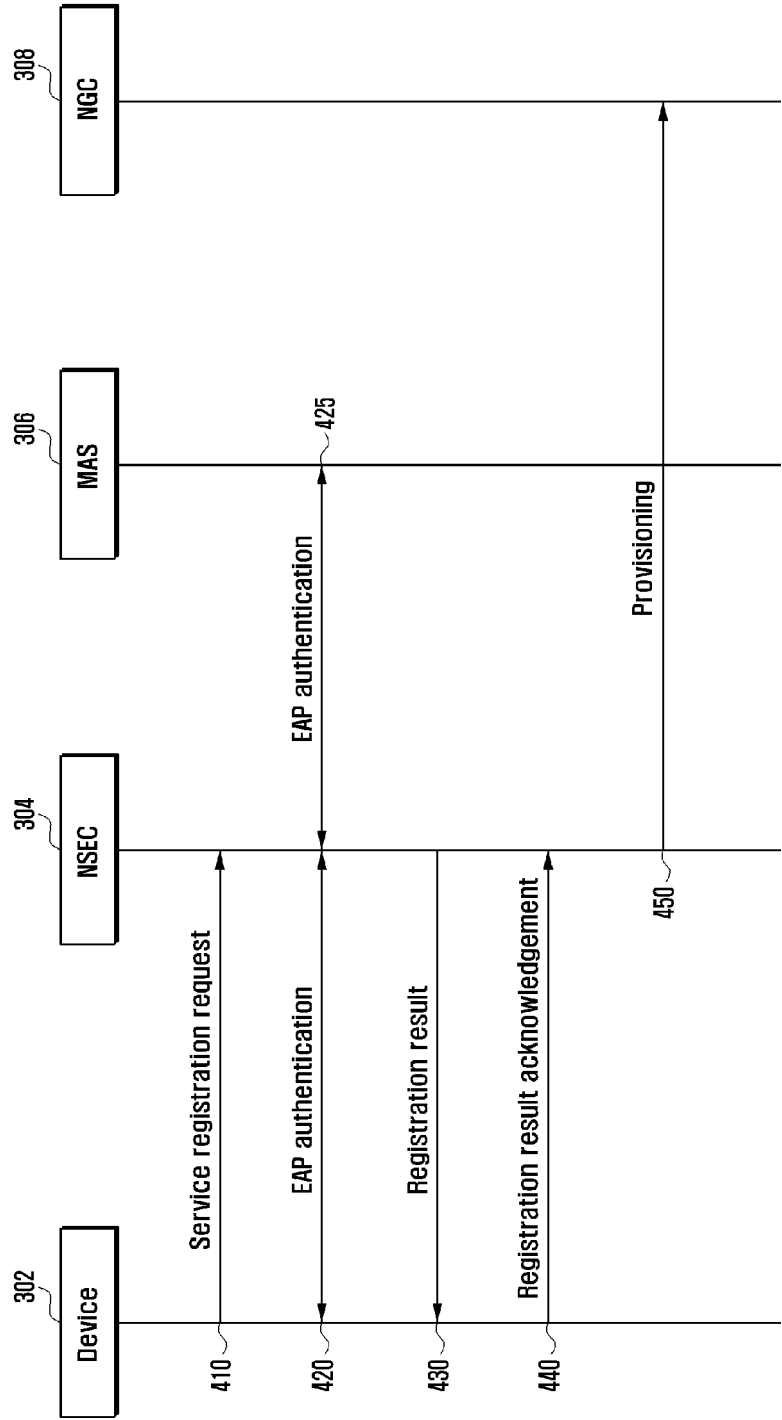 302
Device
304
NSEC
306
MAS
308
NGC
410
Service registration request
420
EAP authentication
EAP authentication
425
430
Registration result
440
Registration result acknowledgement
450
Provisioning